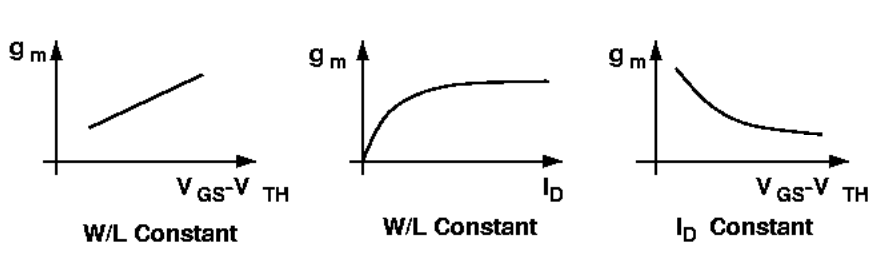 g m
V GS-V TH
W/L Constant
g m
I D
W/L Constant
g m
V GS-V TH
I D Constant